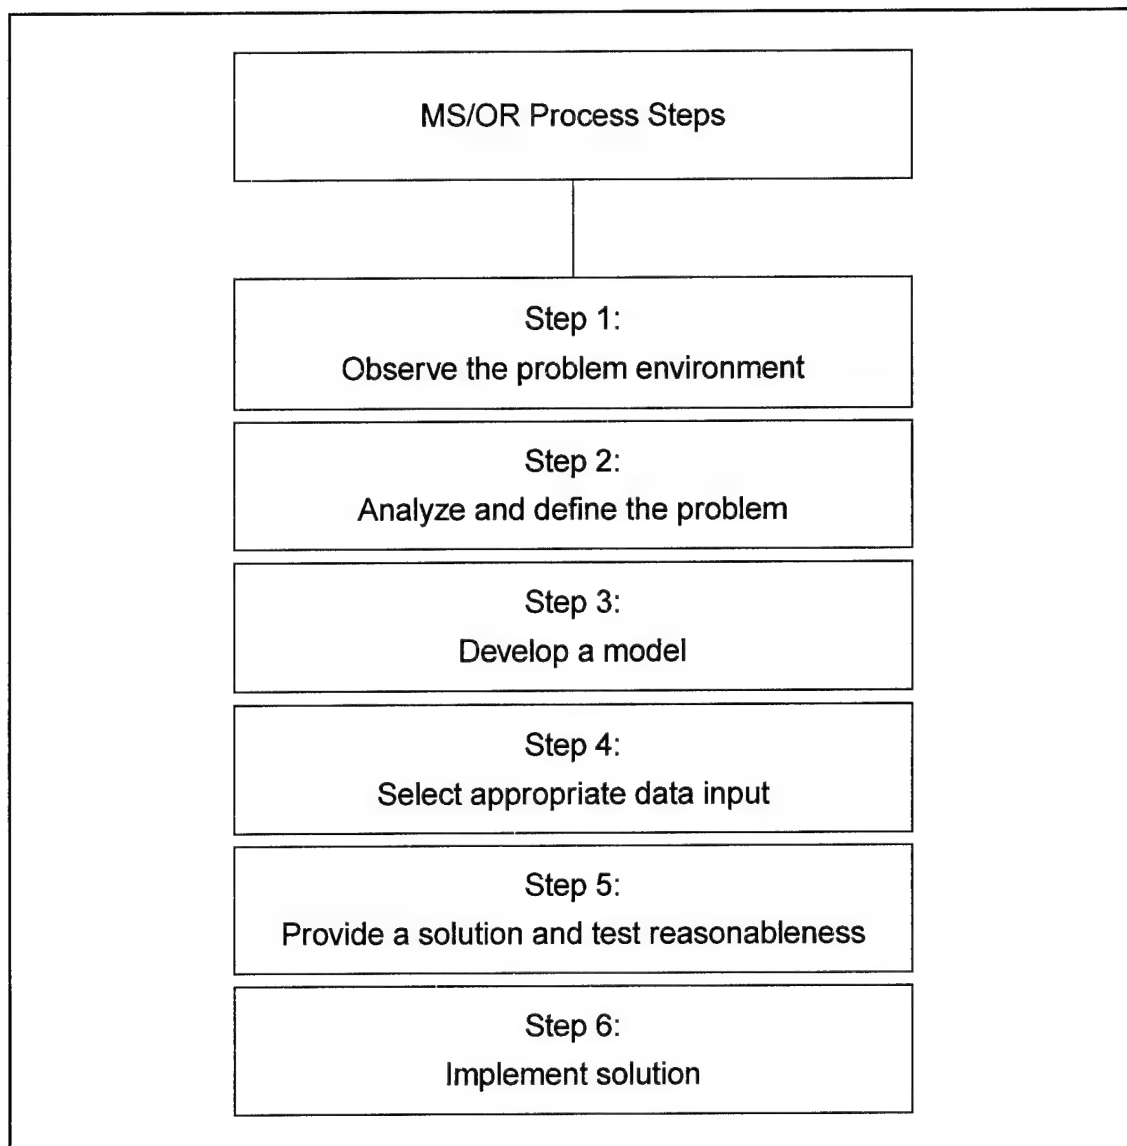 MS/OR Process Steps
Step 1:
Observe the problem environment
Step 2:
Analyze and define the problem
Step 3:
Develop a model
Step 4:
Select appropriate data input
Step 5:
Provide a solution and test reasonableness
Step 6:
Implement solution